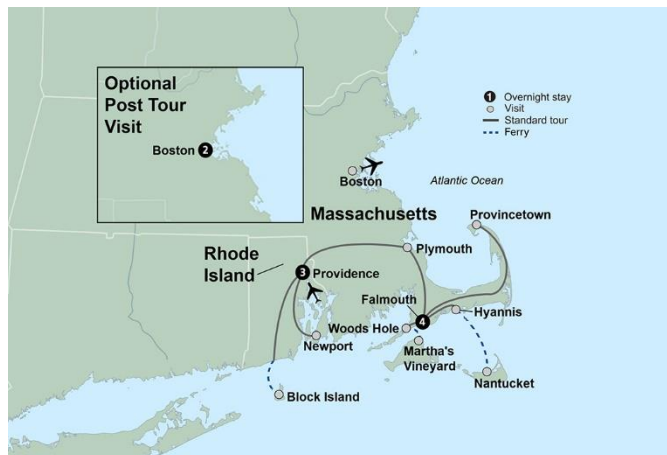 Optional
Post Tour
Visit
Boston 2
1 Overnight stay
Visit
Standard tour
Ferry
Boston
Atlantic Ocean
Massachusetts
Provincetown
Rhode
Island
Plymouth
3 Providence
Falmouth
4
Hyannis
Woods Hole
Newport
Martha's
Vineyard
Nantucket
Block Island